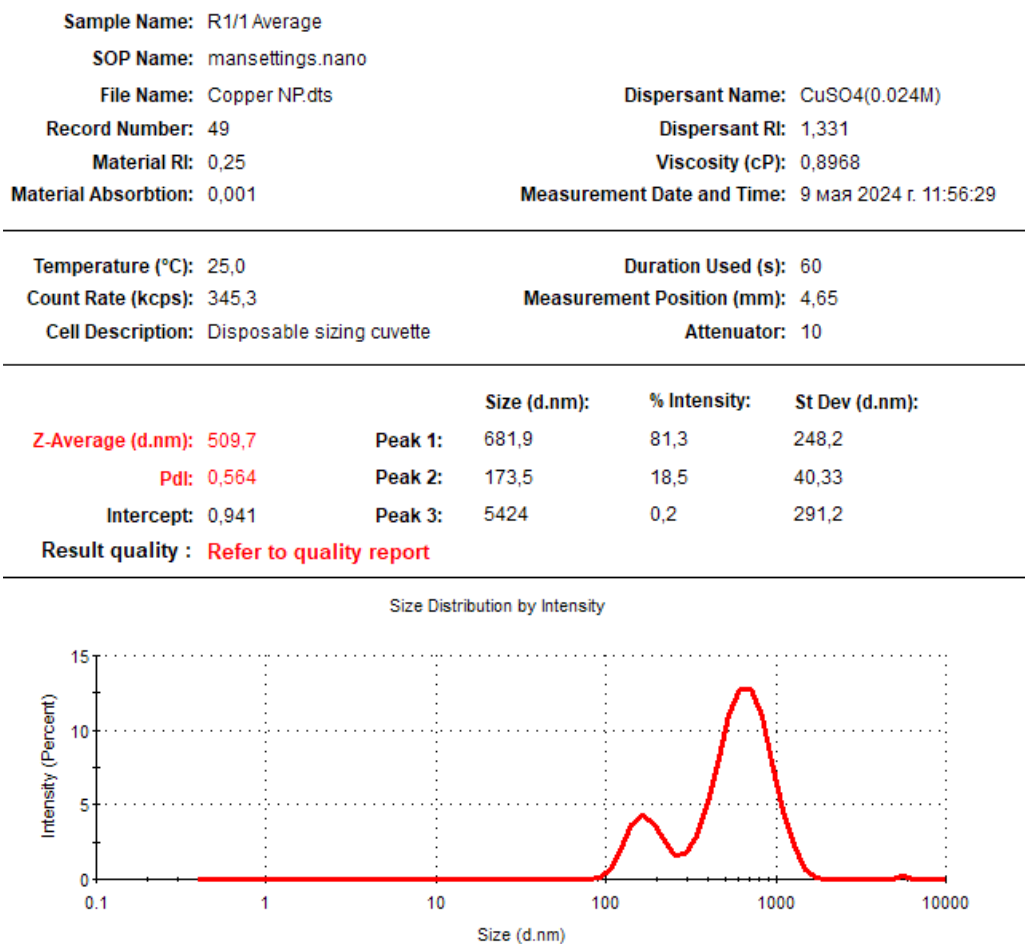 Sample Name: R1/1 Average
SOP Name: mansettings.nano
File Name: Copper NP.dts Dispersant Name: CuSO4(0.024M)
Record Number: 49 Dispersant RI: 1,331
Material RI: 0,25 Viscosity (cP): 0,8968
Material Absorbtion: 0,001 Measurement Date and Time: 9 мая 2024 г. 11:56:29
Temperature (°C): 25,0 Duration Used (s): 60
Count Rate (kcps): 345,3 Measurement Position (mm): 4,65
Cell Description: Disposable sizing cuvette Attenuator: 10
Size (d.nm): % Intensity: St Dev (d.nm):
Z-Average (d.nm): 509,7 Peak 1: 681,9 81,3 248,2
PdI: 0,564 Peak 2: 173,5 18,5 40,33
Intercept: 0,941 Peak 3: 5424 0,2 291,2
Result quality : Refer to quality report
Size Distribution by Intensity
Intensity (Percent)
15
10
5
0
0.1 1 10 100 1000 10000
Size (d.nm)